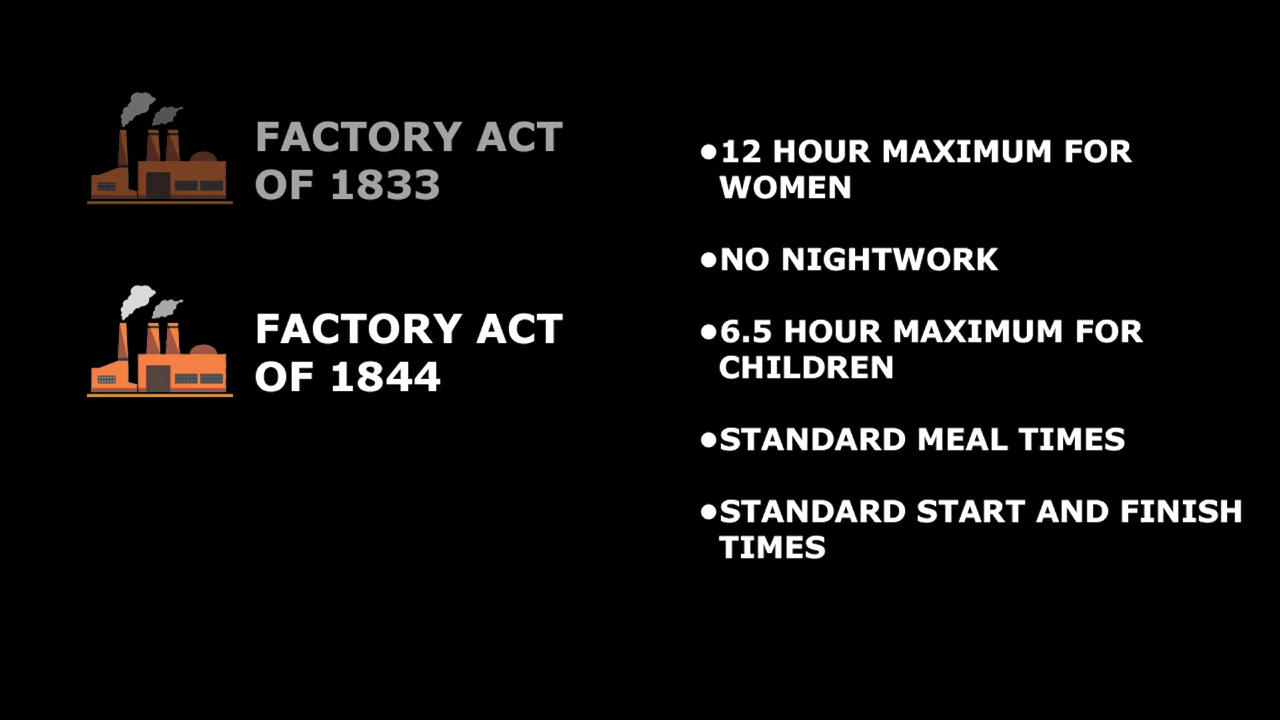 FACTORY ACT
OF 1833
FACTORY ACT
OF 1844
•12 HOUR MAXIMUM FOR
WOMEN
•NO NIGHTWORK
•6.5 HOUR MAXIMUM FOR
CHILDREN
•STANDARD MEAL TIMES
•STANDARD START AND FINISH
TIMES